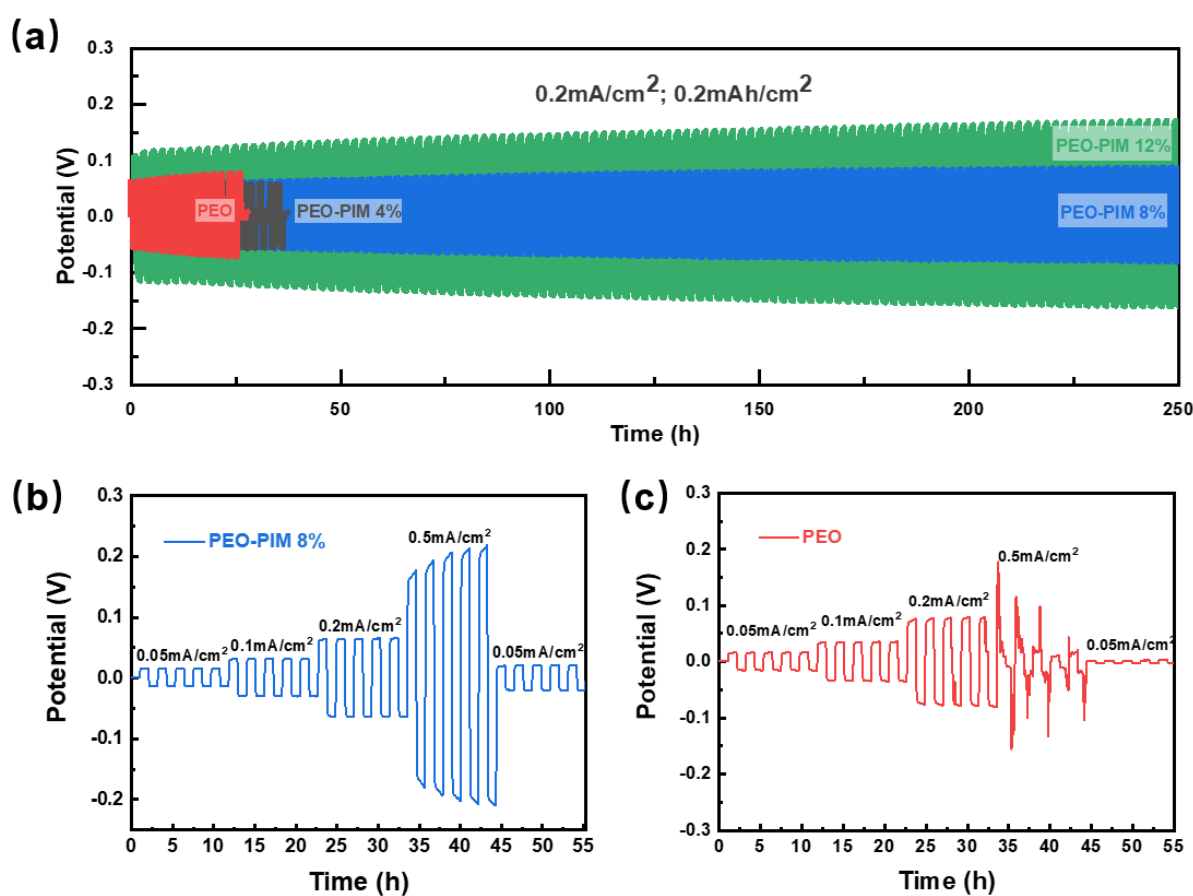 (a)
0.3
0.2
0.1
0.0
-0.1
-0.2
-0.3
Potential (V)
0.2mA/cm²; 0.2mAh/cm²
PEO-PIM 12%
PEO
PEO-PIM 4%
PEO-PIM 8%
0
50
100
150
200
250
Time (h)
(b)
0.3
0.2
0.1
0.0
-0.1
-0.2
Potential (V)
PEO-PIM 8%
0.5mA/cm²
0.2mA/cm²
0.1mA/cm²
0.05mA/cm²
0.05mA/cm²
0 5 10 15 20 25 30 35 40 45 50 55
Time (h)
(c)
0.3
0.2
0.1
0.0
-0.1
-0.2
-0.3
Potential (V)
PEO
0.5mA/cm²
0.2mA/cm²
0.1mA/cm²
0.05mA/cm²
0.05mA/cm²
0 5 10 15 20 25 30 35 40 45 50 55
Time (h)